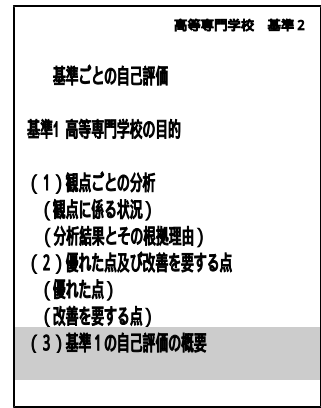 高等専門学校 基準２
基準ごとの自己評価
基準1 高等専門学校の目的
（１）観点ごとの分析
（観点に係る状況）
（分析結果とその根拠理由）
（２）優れた点及び改善を要する点
（優れた点）
（改善を要する点）
（３）基準１の自己評価の概要